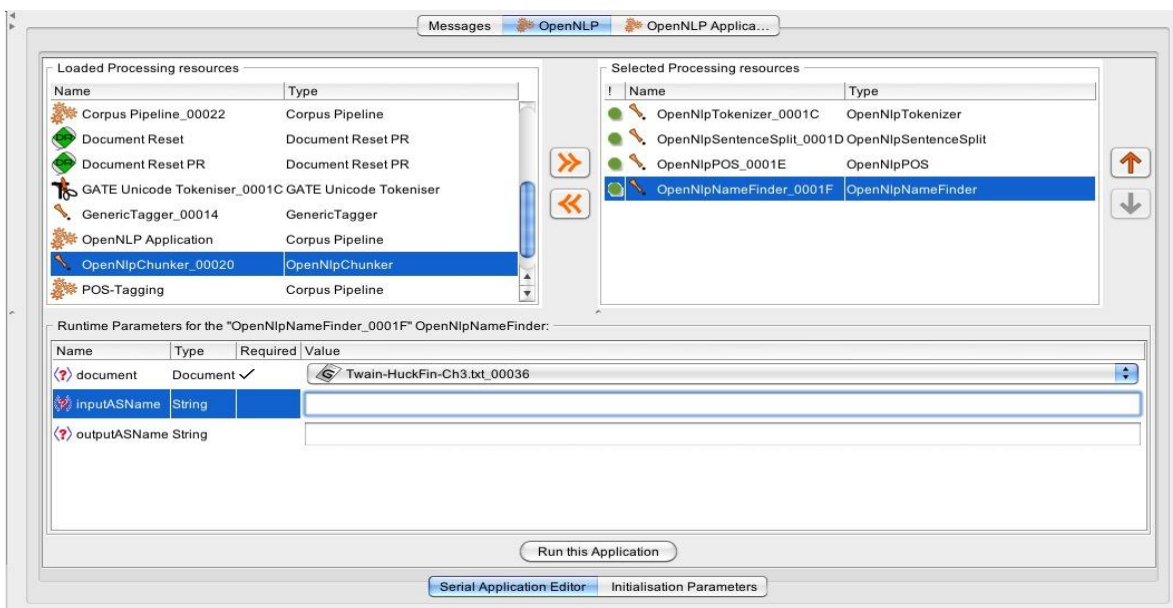 Messages OpenNLP OpenNLP Applica...
Loaded Processing resources
Name Type
Corpus Pipeline_00022 Corpus Pipeline
Document Reset Document Reset PR
Document Reset PR Document Reset PR
GATE Unicode Tokeniser_0001C GATE Unicode Tokeniser
GenericTagger_00014 GenericTagger
OpenNLP Application Corpus Pipeline
OpenNlpChunker_00020 OpenNlpChunker
POS-Tagging Corpus Pipeline
Selected Processing resources
! Name Type
OpenNlpTokenizer_0001C OpenNlpTokenizer
OpenNlpSentenceSplit_0001D OpenNlpSentenceSplit
OpenNlpPOS_0001E OpenNlpPOS
OpenNlpNameFinder_0001F OpenNlpNameFinder
Runtime Parameters for the "OpenNlpNameFinder_0001F" OpenNlpNameFinder:
Name Type Required Value
<?> document Document ✓ Twain-HuckFin-Ch3.txt_00036
<?> inputASName String
<?> outputASName String
Run this Application
Serial Application Editor Initialisation Parameters